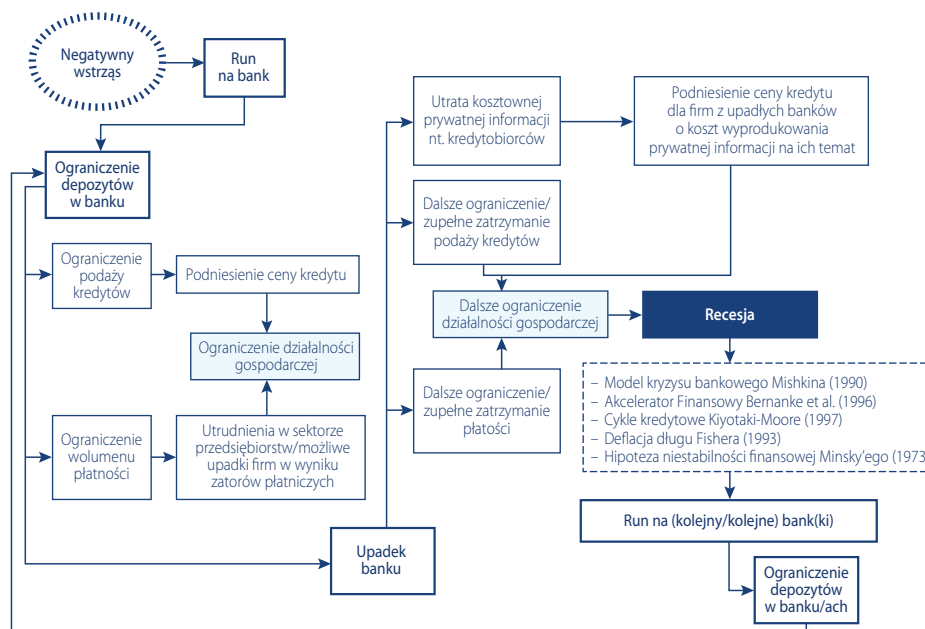 Negatywny
wstrząs
Run
na bank
Ograniczenie
depozytów
w banku
Ograniczenie
podaży
kredytów
Podniesienie ceny kredytu
Ograniczenie działalności
gospodarczej
Ograniczenie
wolumenu
płatności
Utrudnienia w sektorze
przedsiębiorstw/możliwe
upadki firm w wyniku
zatorów płatniczych
Upadek
banku
Utrata kosztownej
prywatnej informacji
nt. kredytobiorców
Podniesienie ceny kredytu
dla firm z upadłych banków
o koszt wyprodukowania
prywatnej informacji na ich temat
Dalsze ograniczenie/
zupełne zatrzymanie
podaży kredytów
Dalsze ograniczenie
działalności gospodarczej
Recesja
Dalsze ograniczenie/
zupełne zatrzymanie
płatości
– Model kryzysu bankowego Mishkina (1990)
– Akcelerator Finansowy Bernanke et al. (1996)
– Cykle kredytowe Kiyotaki-Moore (1997)
– Deflacja długu Fishera (1993)
– Hipoteza niestabilności finansowej Minsky'ego (1973
Run na (kolejny/kolejne) bank(ki)
Ograniczenie
depozytów
w banku/ach